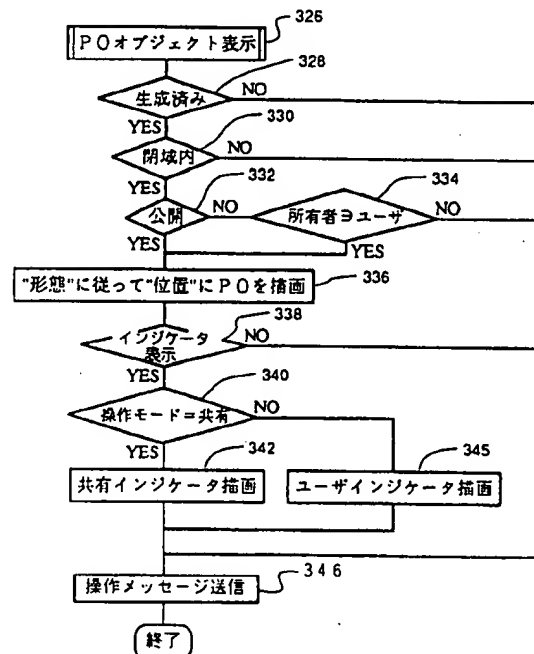 POオブジェクト表示
326
328
生成済み
NO
YES
330
閉域内
NO
YES
332
公開
NO
334
所有者∋ユーザ
NO
YES
YES
"形態"に従って"位置"にPOを描画
336
338
インジケータ
表示
NO
YES
340
操作モード=共有
NO
YES
342
共有インジケータ描画
345
ユーザインジケータ描画
346
操作メッセージ送信
終了